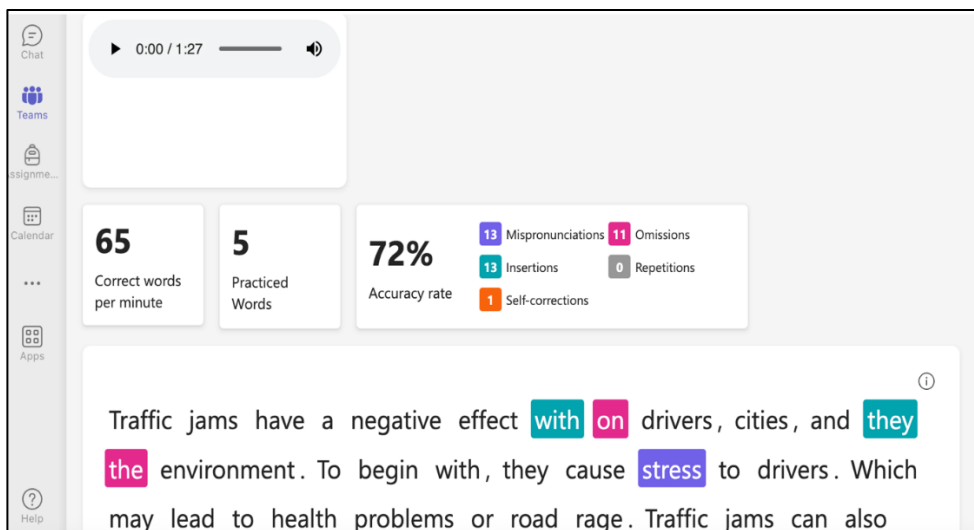 Chat
Teams
ssignme...
Calendar
Apps
Help
0:00 / 1:27
65
Correct words
per minute
5
Practiced
Words
72%
Accuracy rate
13 Mispronunciations 11 Omissions
13 Insertions 0 Repetitions
1 Self-corrections
Traffic jams have a negative effect with on drivers, cities, and they
the environment. To begin with, they cause stress to drivers. Which
may lead to health problems or road rage. Traffic jams can also